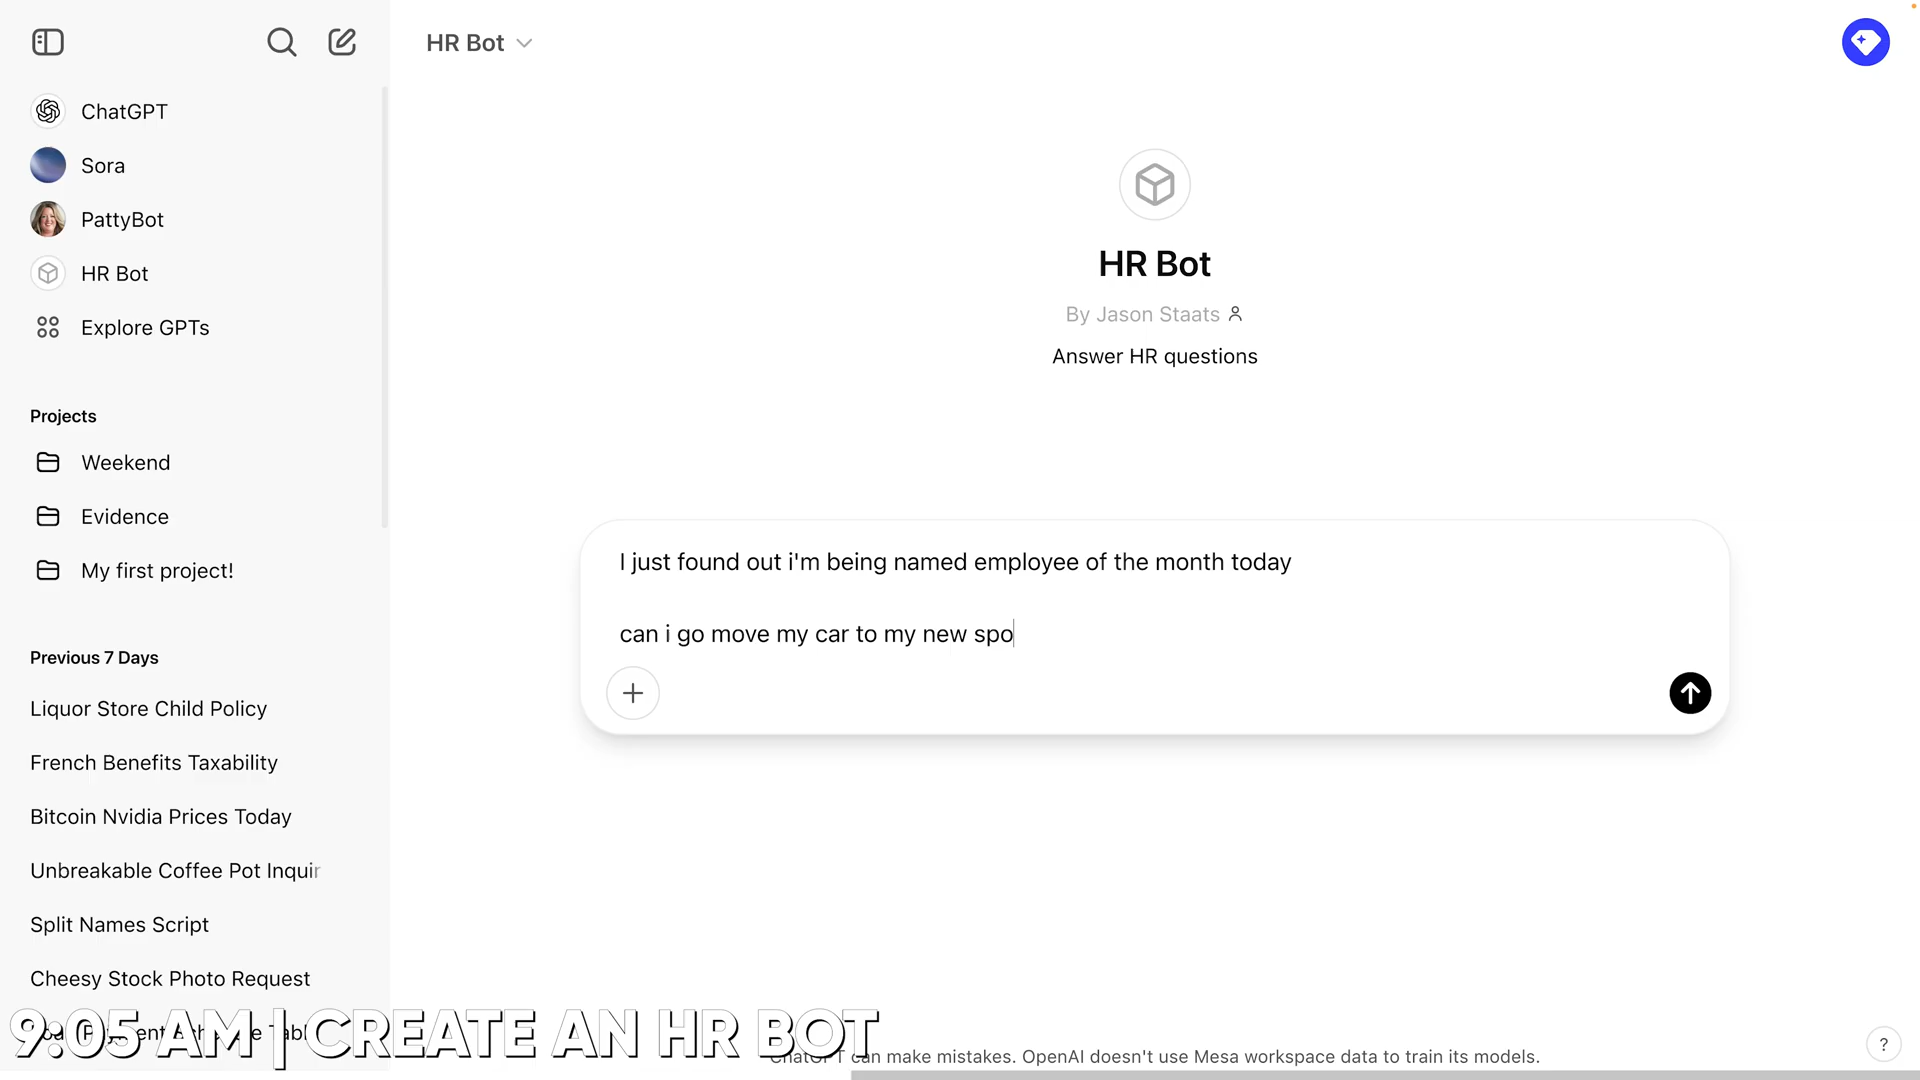 HR Bot
ChatGPT
Sora
PattyBot
HR Bot
Explore GPTs
Projects
Weekend
Evidence
My first project!
Previous 7 Days
Liquor Store Child Policy
French Benefits Taxability
Bitcoin Nvidia Prices Today
Unbreakable Coffee Pot Inquir
Split Names Script
Cheesy Stock Photo Request
HR Bot
By Jason Staats
Answer HR questions
I just found out i'm being named employee of the month today
can i go move my car to my new spo
9:05 AM | CREATE AN HR BOT
ChatGPT can make mistakes. OpenAI doesn't use Mesa workspace data to train its models.
?